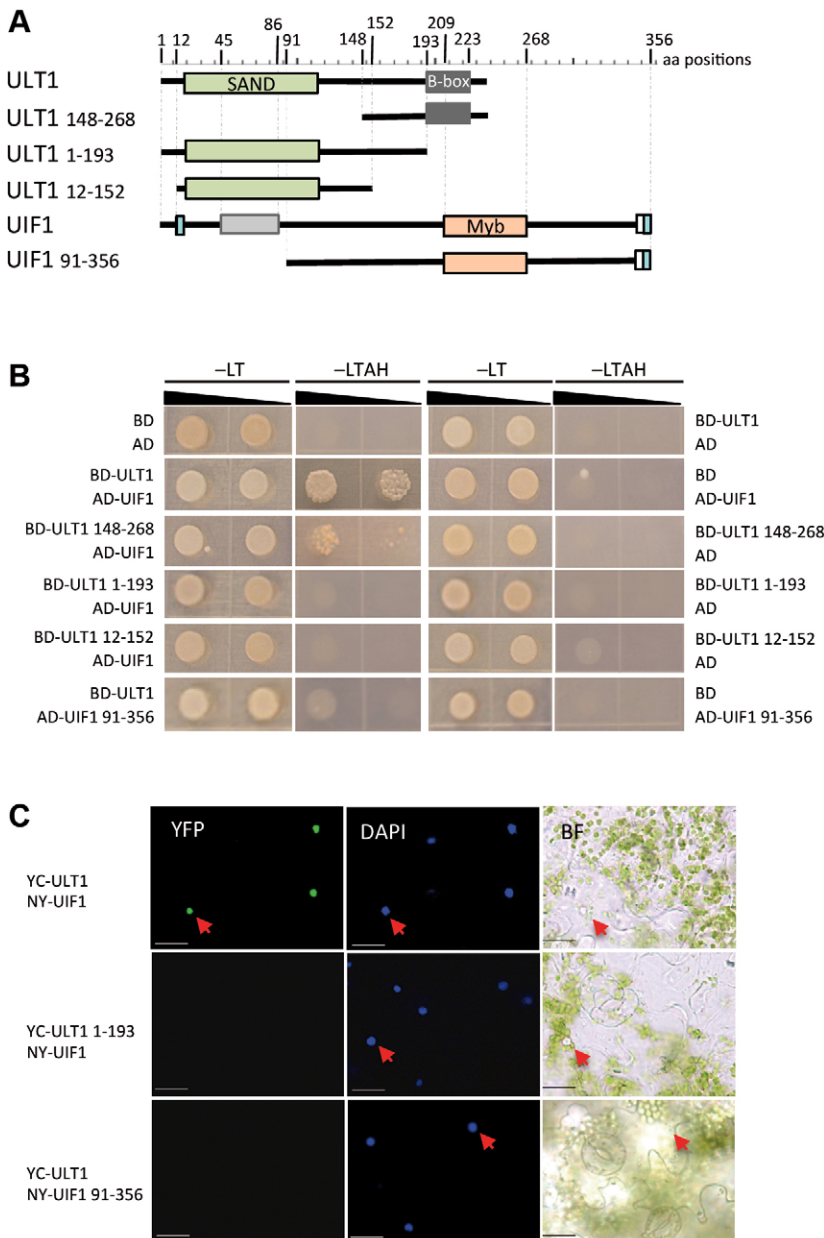 A
1 12 45 86 91 148 152 193 209 223 268 356
aa positions
ULT1 SAND B-box
ULT1 148-268
ULT1 1-193
ULT1 12-152
UIF1 Myb
UIF1 91-356
B
–LT –LTAH –LT –LTAH
BD
AD
BD-ULT1
AD
BD-ULT1
AD-UIF1
BD
AD-UIF1
BD-ULT1 148-268
AD-UIF1
BD-ULT1 148-268
AD
BD-ULT1 1-193
AD-UIF1
BD-ULT1 1-193
AD
BD-ULT1 12-152
AD-UIF1
BD-ULT1 12-152
AD
BD-ULT1
AD-UIF1 91-356
BD
AD-UIF1 91-356
C
YFP DAPI BF
YC-ULT1
NY-UIF1
YC-ULT1 1-193
NY-UIF1
YC-ULT1
NY-UIF1 91-356